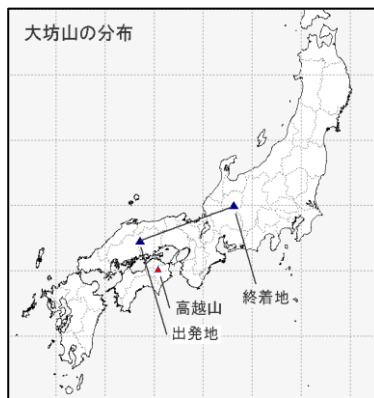 大坊山の分布
終着地
高越山
出発地